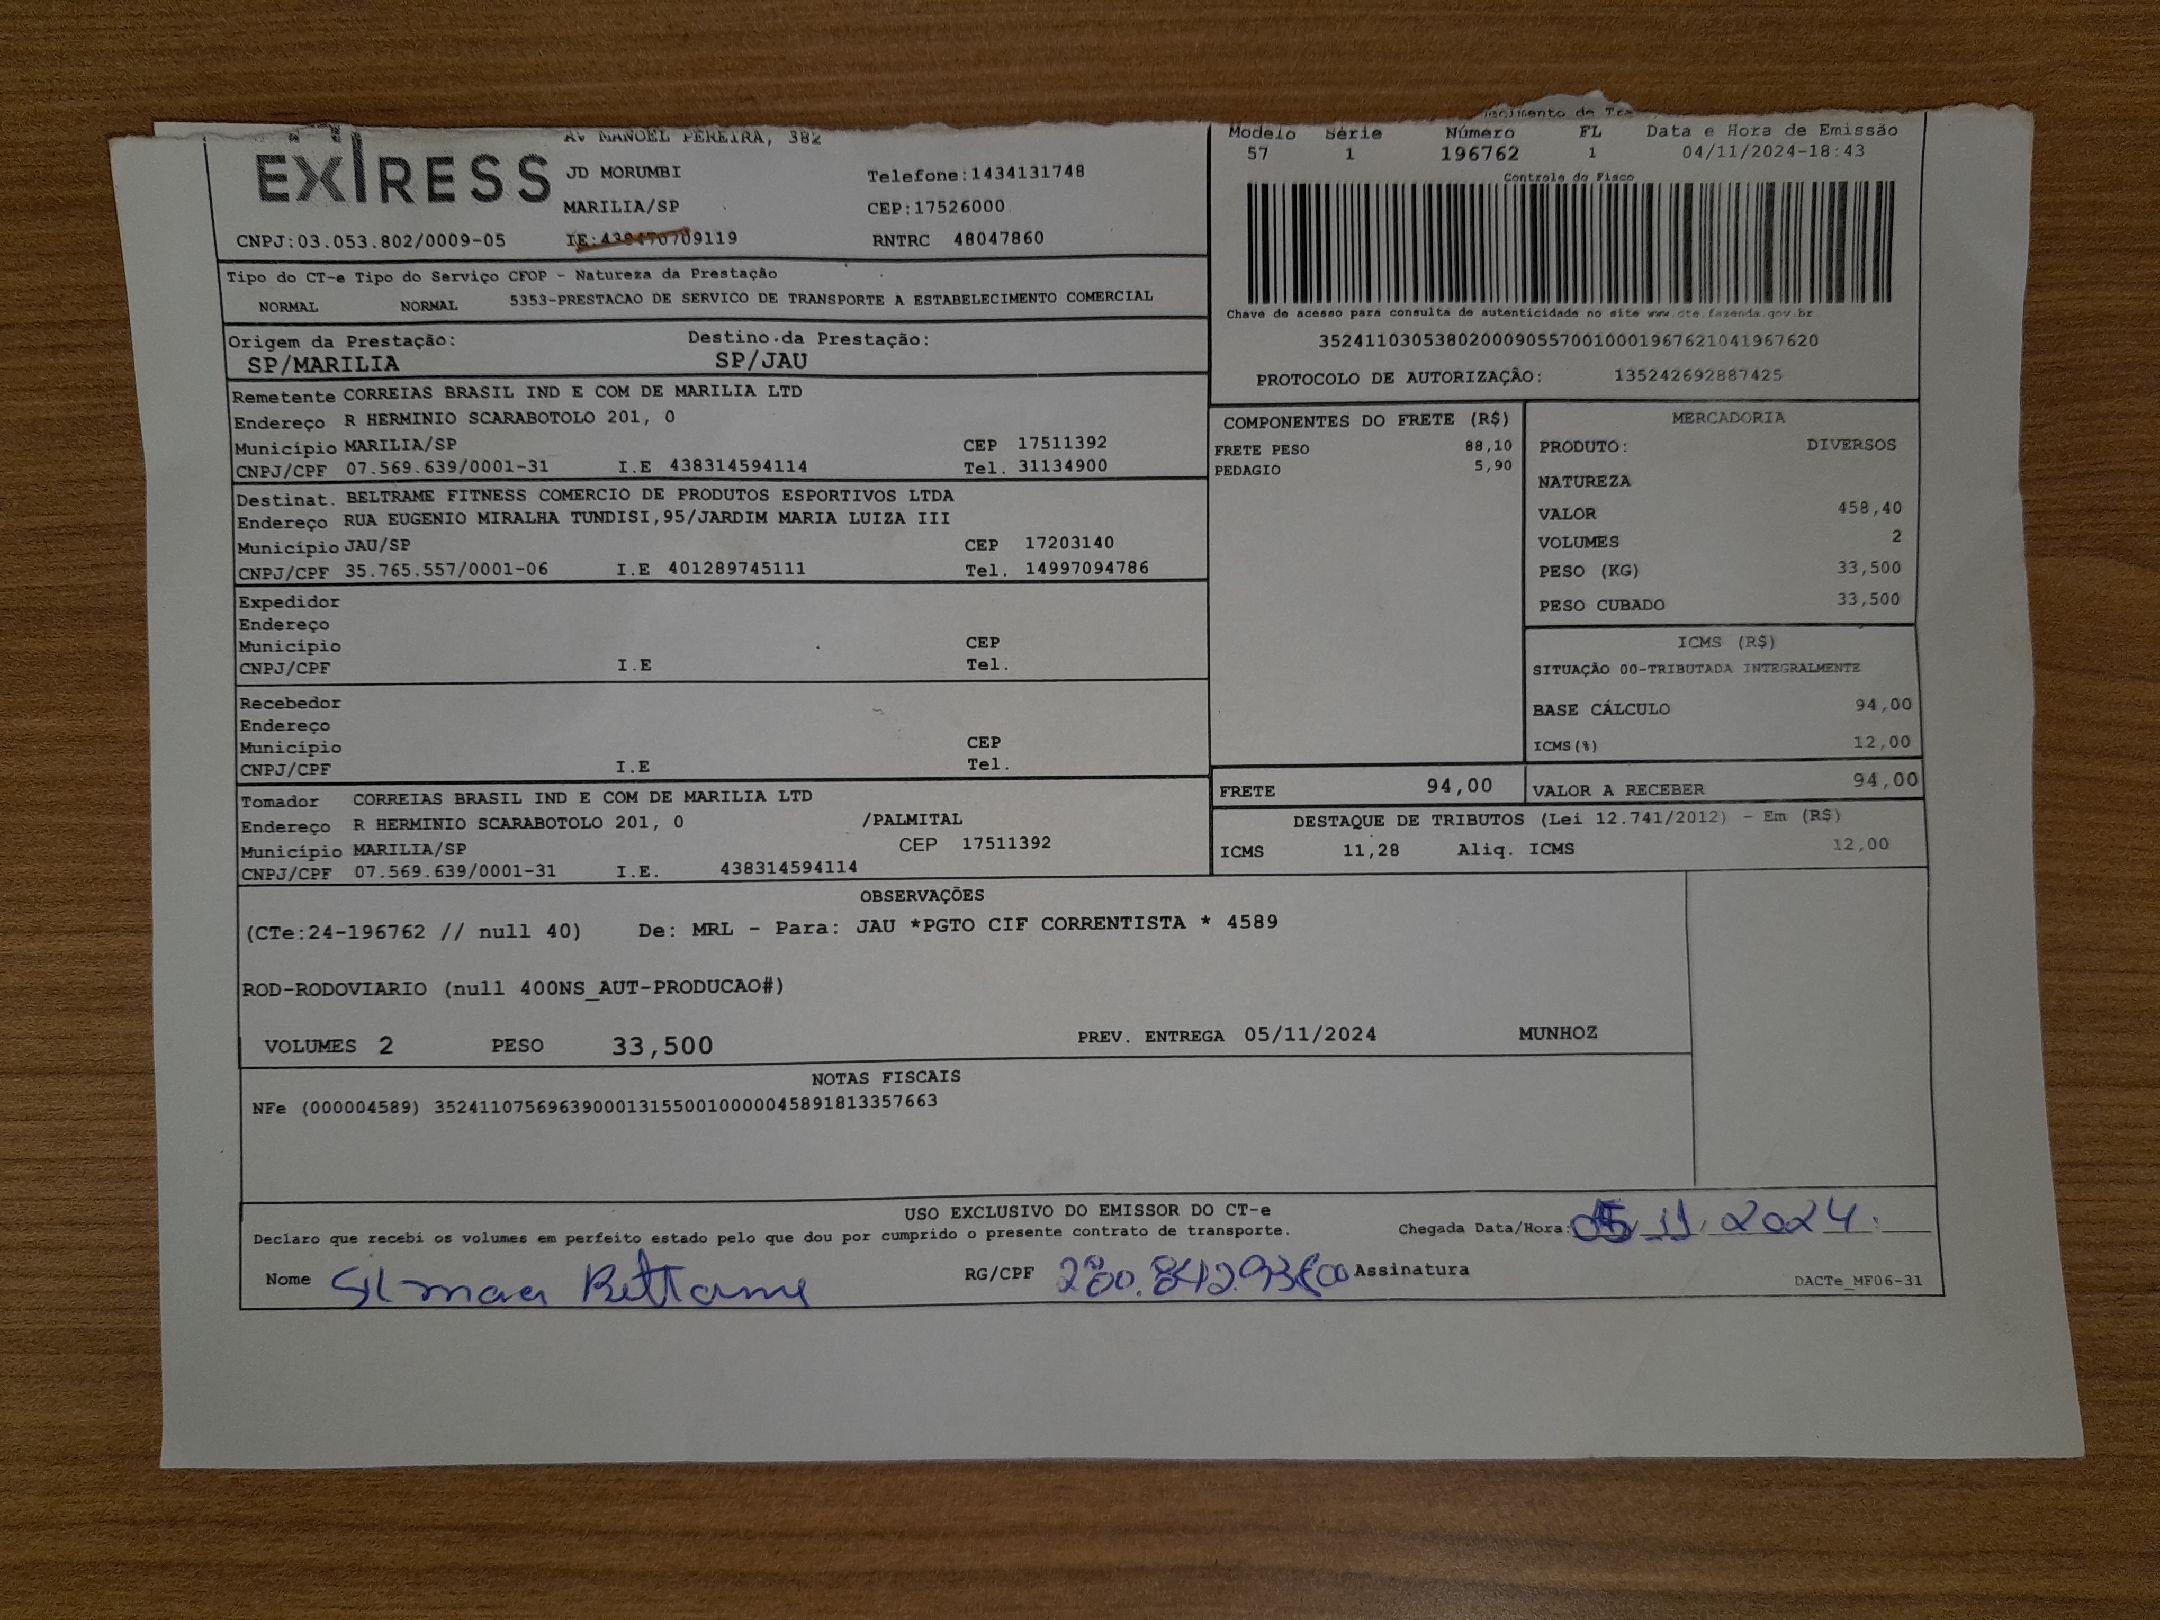 EXPRESS
AV MANOEL PEREIRA, 382
JD MORUMBI Telefone:1434131748
MARILIA/SP CEP:17526000
CNPJ:03.053.802/0009-05 IE: 09119 RNTRC 48047860
Tipo do CT-e Tipo do Serviço CFOP - Natureza da Prestação
NORMAL NORMAL 5353-PRESTACAO DE SERVICO DE TRANSPORTE A ESTABELECIMENTO COMERCIAL
Origem da Prestação: Destino da Prestação:
SP/MARILIA SP/JAU
Remetente CORREIAS BRASIL IND E COM DE MARILIA LTD
Endereço R HERMINIO SCARABOTOLO 201, 0
Município MARILIA/SP CEP 17511392
CNPJ/CPF 07.569.639/0001-31 I.E 438314594114 Tel. 31134900
Destinat. BELTRAME FITNESS COMERCIO DE PRODUTOS ESPORTIVOS LTDA
Endereço RUA EUGENIO MIRALHA TUNDISI,95/JARDIM MARIA LUIZA III
Município JAU/SP CEP 17203140
CNPJ/CPF 35.765.557/0001-06 I.E 401289745111 Tel. 14997094786
Expedidor
Endereço
Município CEP
CNPJ/CPF I.E Tel.
Recebedor
Endereço
Município CEP
CNPJ/CPF I.E Tel.
Tomador CORREIAS BRASIL IND E COM DE MARILIA LTD
Endereço R HERMINIO SCARABOTOLO 201, 0 /PALMITAL
Município MARILIA/SP CEP 17511392
CNPJ/CPF 07.569.639/0001-31 I.E. 438314594114
Modelo Série Número FL Data e Hora de Emissão
57 1 196762 1 04/11/2024-18:43
Controle do Fisco
Chave de acesso para consulta de autenticidade no site www.cte.fazenda.gov.br
35241103053802000905570010001967621041967620
PROTOCOLO DE AUTORIZAÇÃO: 135242692887425
COMPONENTES DO FRETE (R$)
FRETE PESO 88,10
PEDAGIO 5,90
MERCADORIA
PRODUTO: DIVERSOS
NATUREZA
VALOR 458,40
VOLUMES 2
PESO (KG) 33,500
PESO CUBADO 33,500
ICMS (R$)
SITUAÇÃO 00-TRIBUTADA INTEGRALMENTE
BASE CÁLCULO 94,00
ICMS(%) 12,00
FRETE 94,00 VALOR A RECEBER 94,00
DESTAQUE DE TRIBUTOS (Lei 12.741/2012) - Em (R$)
ICMS 11,28 Aliq. ICMS 12,00
OBSERVAÇÕES
(CTe:24-196762 // null 40) De: MRL - Para: JAU *PGTO CIF CORRENTISTA * 4589
ROD-RODOVIARIO (null 400NS_AUT-PRODUCAO#)
VOLUMES 2 PESO 33,500 PREV. ENTREGA 05/11/2024 MUNHOZ
NOTAS FISCAIS
NFe (000004589) 35241107569639000131550010000045891813357663
USO EXCLUSIVO DO EMISSOR DO CT-e
Declaro que recebi os volumes em perfeito estado pelo que dou por cumprido o presente contrato de transporte. Chegada Data/Hora: 05.11.2024
Nome RG/CPF Assinatura
DACTe_MF06-31